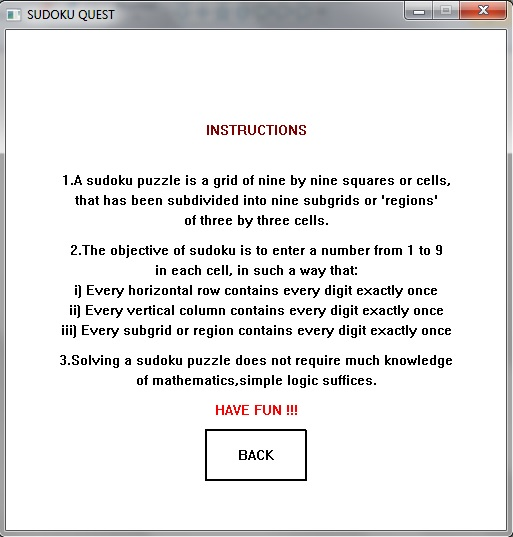 SUDOKU QUEST
INSTRUCTIONS
1.A sudoku puzzle is a grid of nine by nine squares or cells,
that has been subdivided into nine subgrids or 'regions'
of three by three cells.
2.The objective of sudoku is to enter a number from 1 to 9
in each cell, in such a way that:
i) Every horizontal row contains every digit exactly once
ii) Every vertical column contains every digit exactly once
iii) Every subgrid or region contains every digit exactly once
3.Solving a sudoku puzzle does not require much knowledge
of mathematics,simple logic suffices.
HAVE FUN !!!
BACK